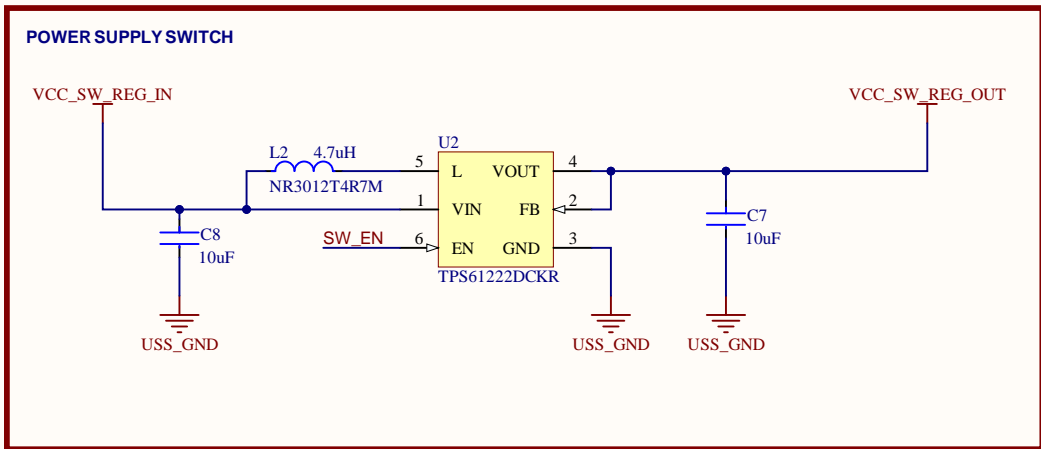 POWER SUPPLY SWITCH
VCC_SW_REG_IN
VCC_SW_REG_OUT
U2
L2 4.7uH
NR3012T4R7M
5 L VOUT 4
1 VIN FB 2
SW_EN 6 EN GND 3
TPS61222DCKR
C8
10uF
C7
10uF
USS_GND
USS_GND
USS_GND